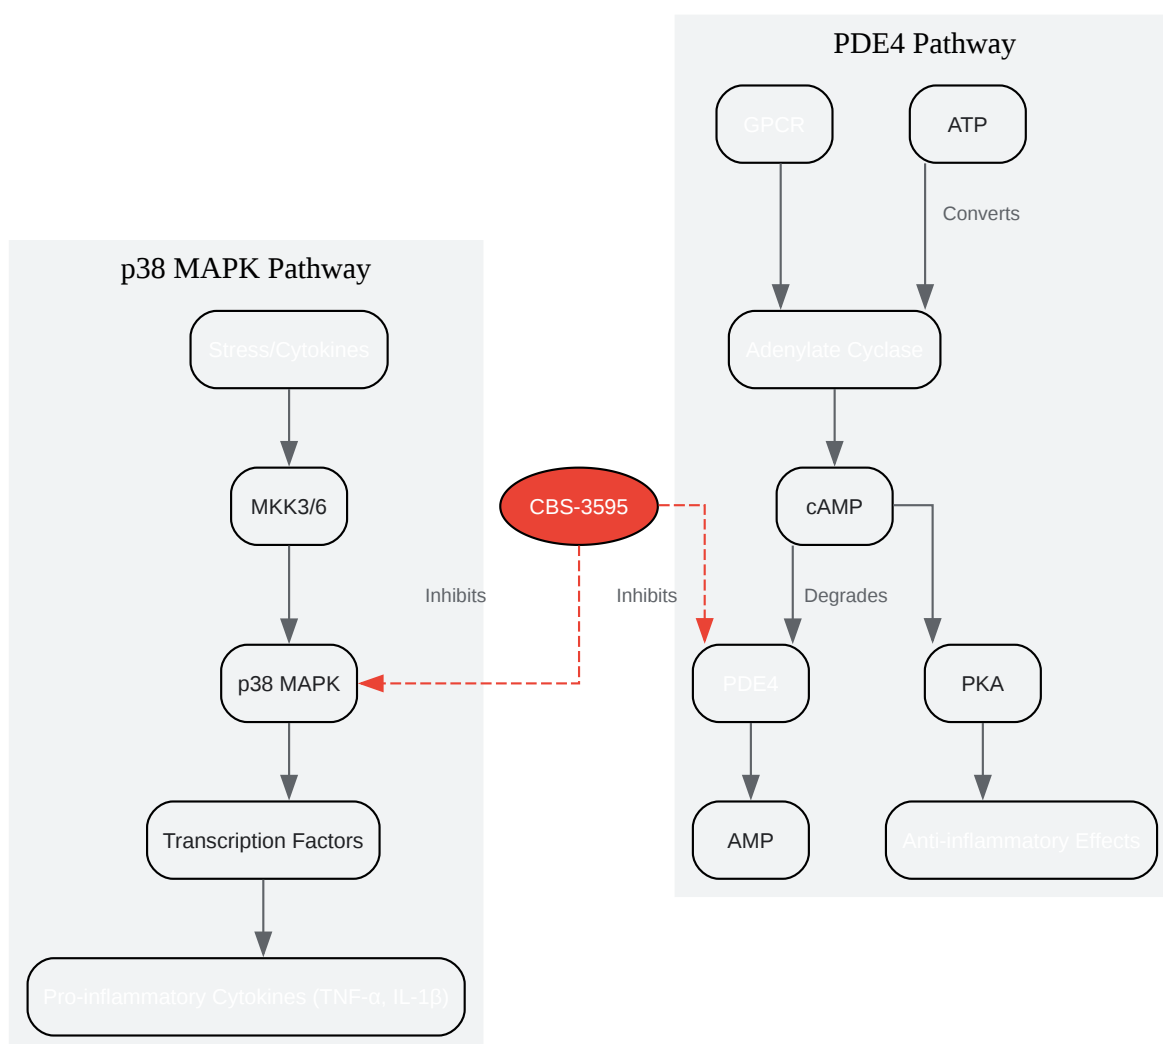 PDE4 Pathway
GPCR
ATP
Converts
p38 MAPK Pathway
Stress/Cytokines
Adenylate Cyclase
MKK3/6
CBS-3595
cAMP
Inhibits
Inhibits
Degrades
p38 MAPK
PDE4
PKA
Transcription Factors
AMP
Anti-inflammatory Effects
Pro-inflammatory Cytokines (TNF-α, IL-1β)